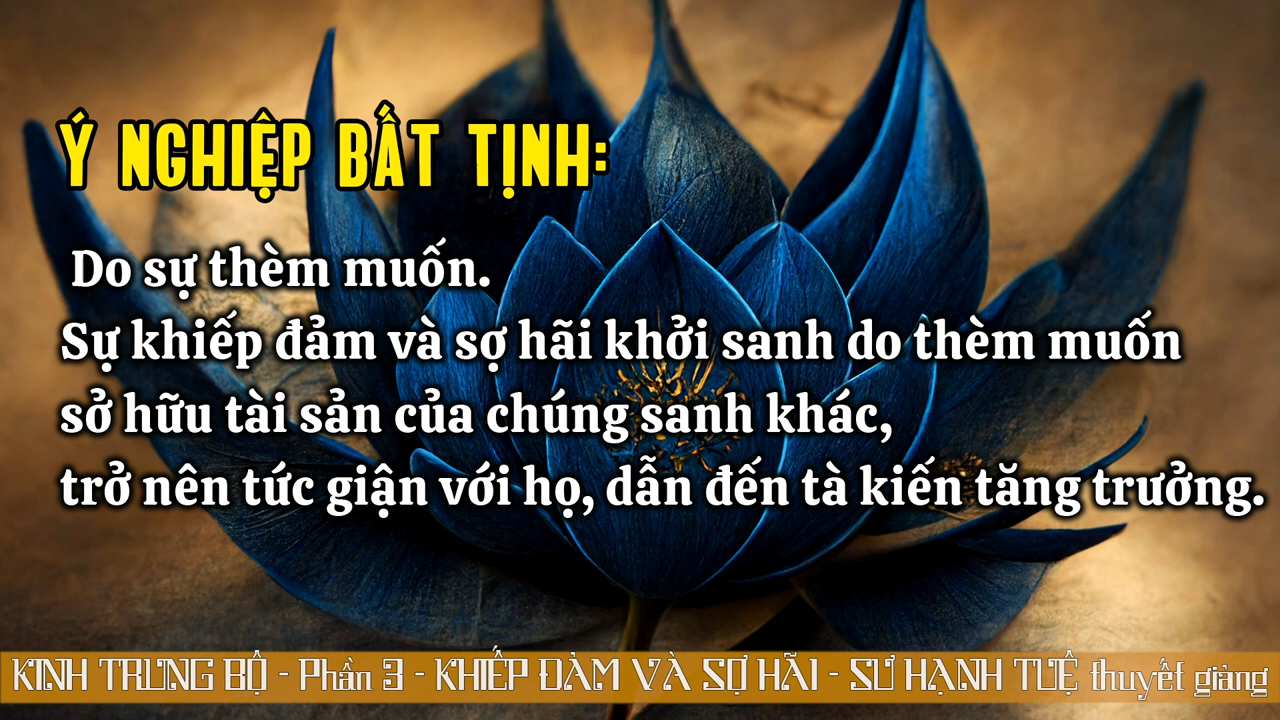 Ý NGHIỆP BẤT TỊNH:
Do sự thèm muốn.
Sự khiếp đảm và sợ hãi khởi sanh do thèm muốn
sở hữu tài sản của chúng sanh khác,
trở nên tức giận với họ, dẫn đến tà kiến tăng trưởng.
KINH TRUNG BỘ - Phần 3 - KHIẾP ĐẢM VÀ SỢ HÃI - SƯ HẠNH TUỆ thuyết giảng